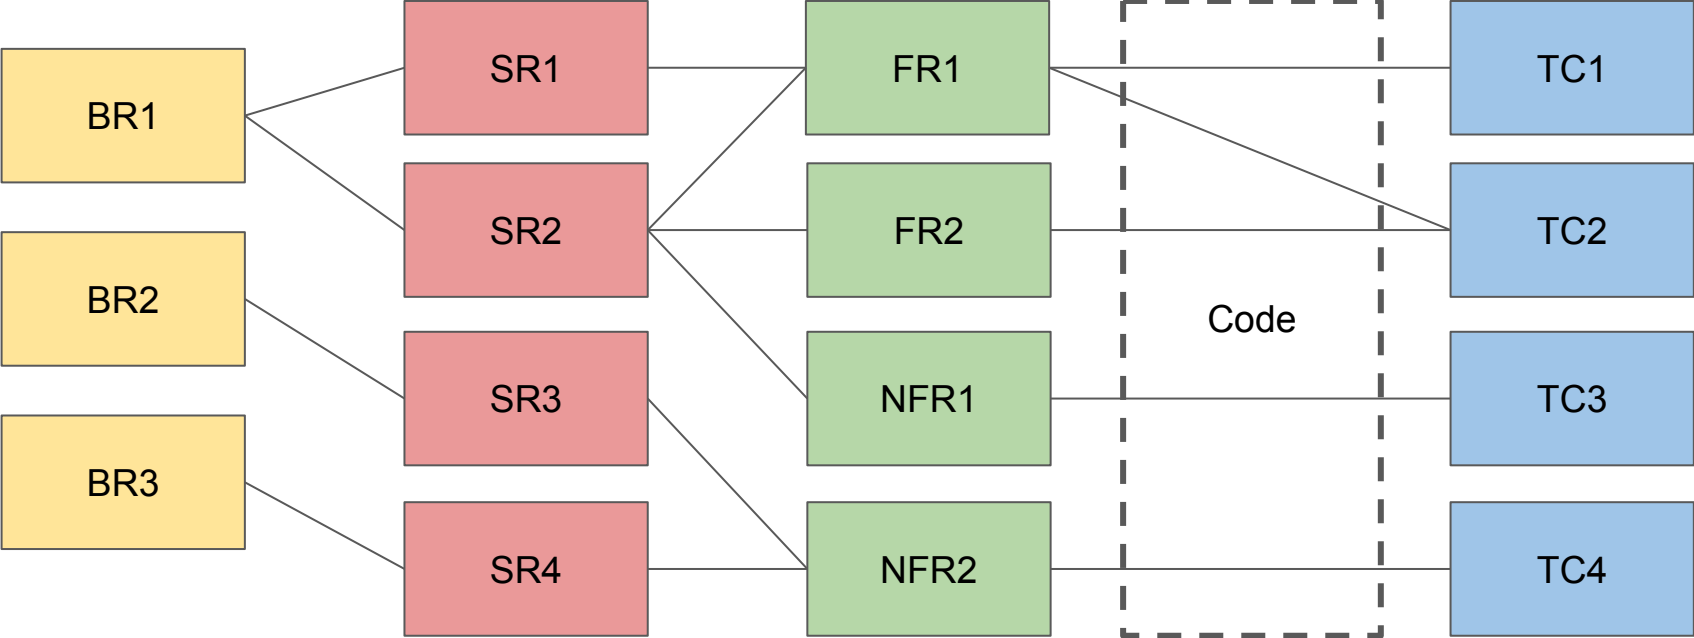 BR1
BR2
BR3
SR1
SR2
SR3
SR4
FR1
FR2
NFR1
NFR2
Code
TC1
TC2
TC3
TC4